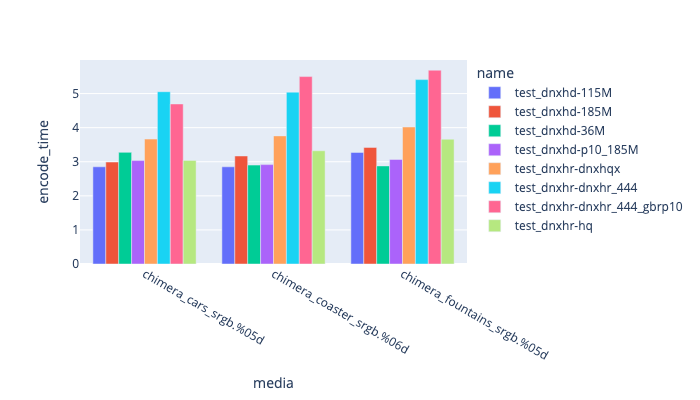 name
test_dnxhd-115M
test_dnxhd-185M
test_dnxhd-36M
test_dnxhd-p10_185M
test_dnxhr-dnxhqx
test_dnxhr-dnxhr_444
test_dnxhr-dnxhr_444_gbrp10
test_dnxhr-hq
encode_time
5
4
3
2
1
0
chimera_cars_srgb.%05d
chimera_coaster_srgb.%06d
chimera_fountains_srgb.%05d
media